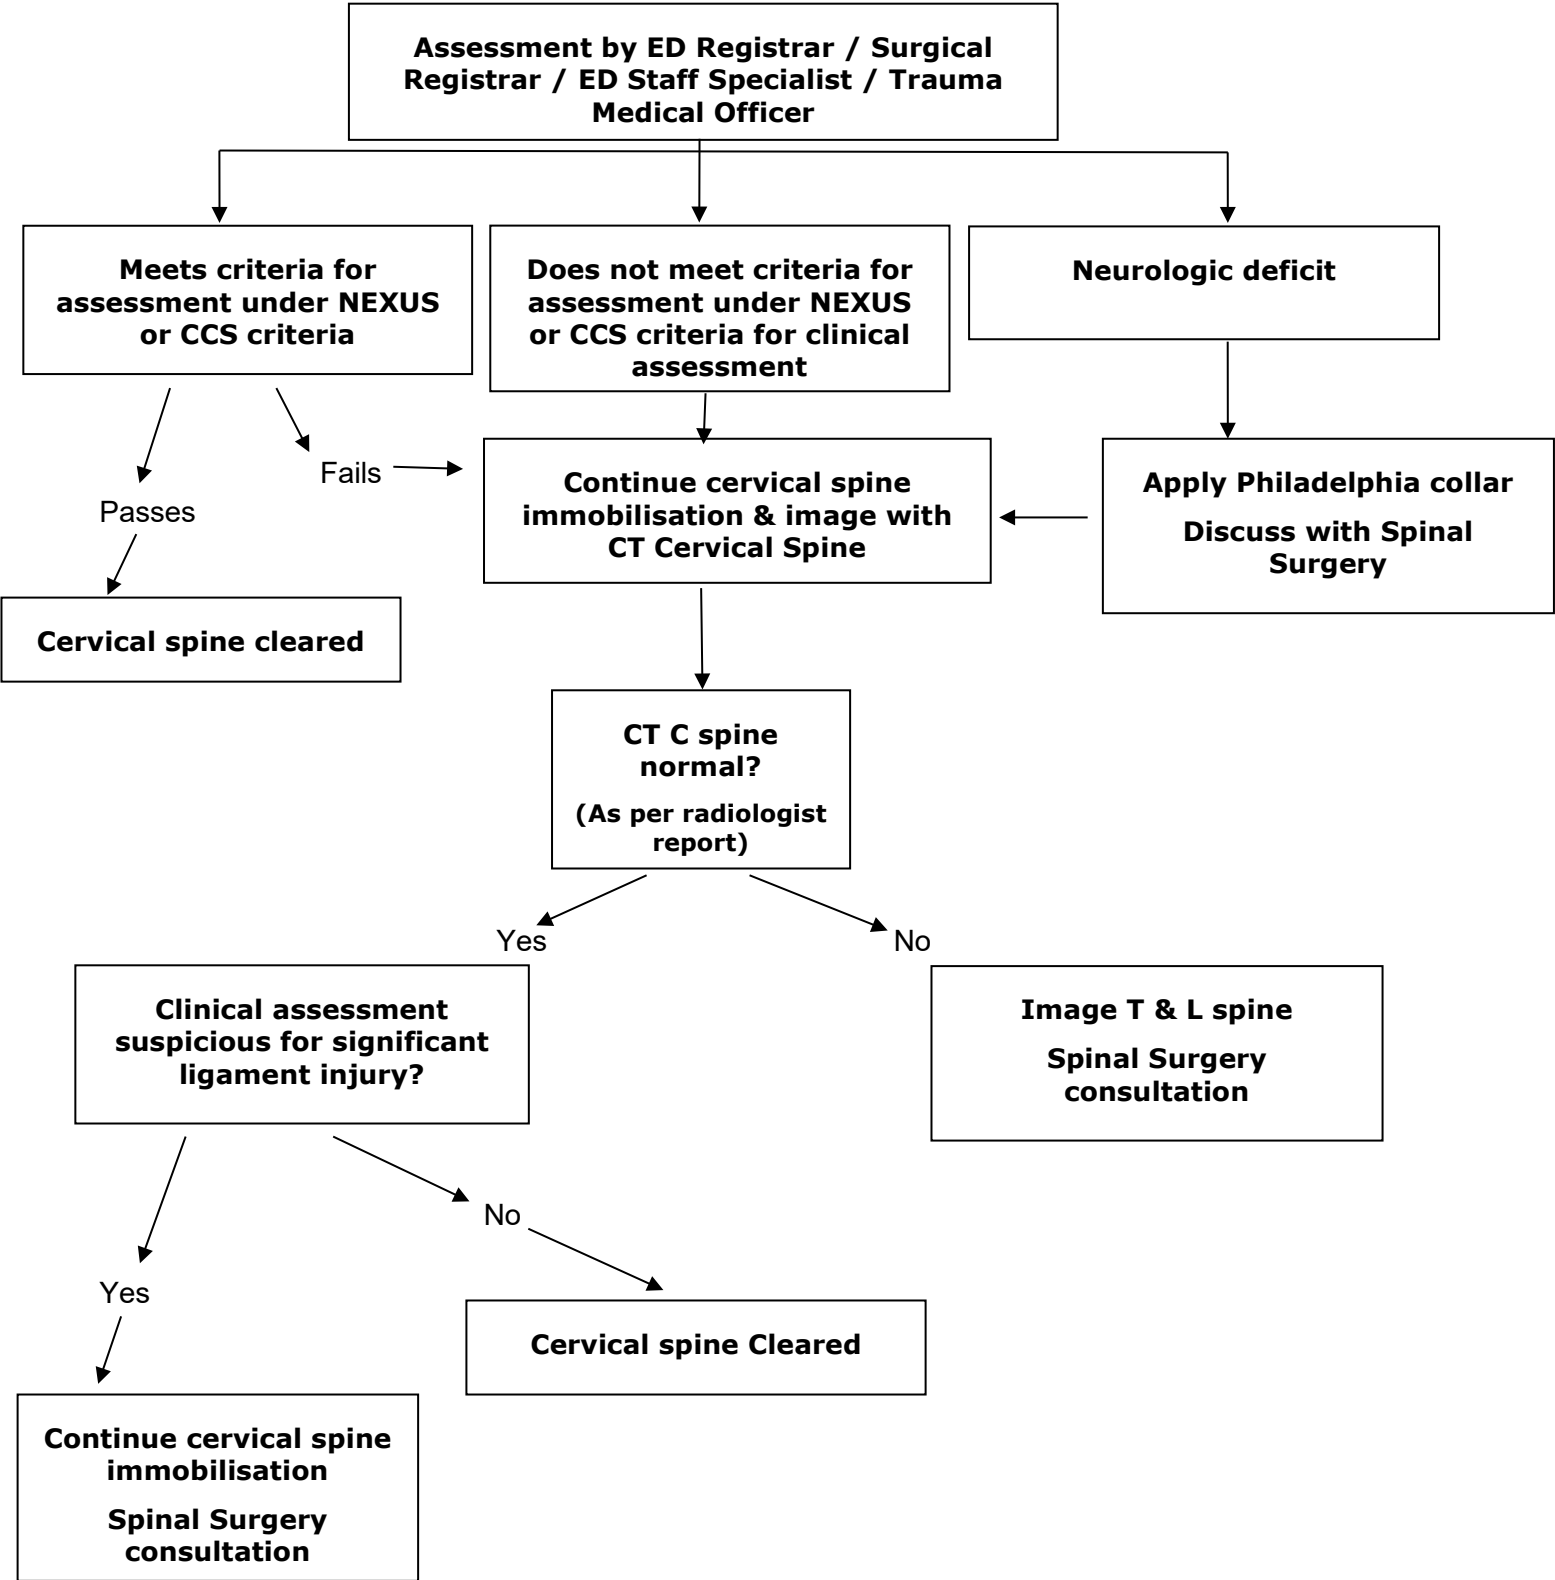 Assessment by ED Registrar / Surgical
Registrar / ED Staff Specialist / Trauma
Medical Officer
Meets criteria for
assessment under NEXUS
or CCS criteria
Does not meet criteria for
assessment under NEXUS
or CCS criteria for clinical
assessment
Neurologic deficit
Fails
Passes
Continue cervical spine
immobilisation & image with
CT Cervical Spine
Apply Philadelphia collar
Discuss with Spinal
Surgery
Cervical spine cleared
CT C spine
normal?
(As per radiologist
report)
Yes
No
Clinical assessment
suspicious for significant
ligament injury?
Image T & L spine
Spinal Surgery
consultation
No
Yes
Cervical spine Cleared
Continue cervical spine
immobilisation
Spinal Surgery
consultation